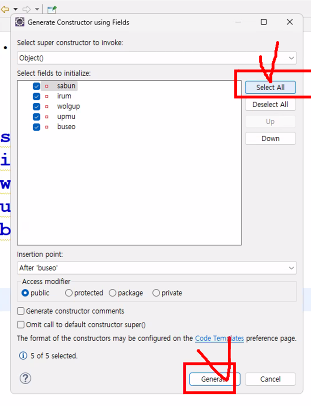 Generate Constructor using Fields
Select super constructor to invoke:
Object()
Select fields to initialize:
sabun
irum
wolgup
upmu
buseo
Select All
Deselect All
Up
Down
s
i
w
u
b
Insertion point:
After 'buseo'
Access modifier
public protected package private
Generate constructor comments
Omit call to default constructor super()
The format of the constructors may be configured on the Code Templates preference page.
5 of 5 selected.
Generate Cancel